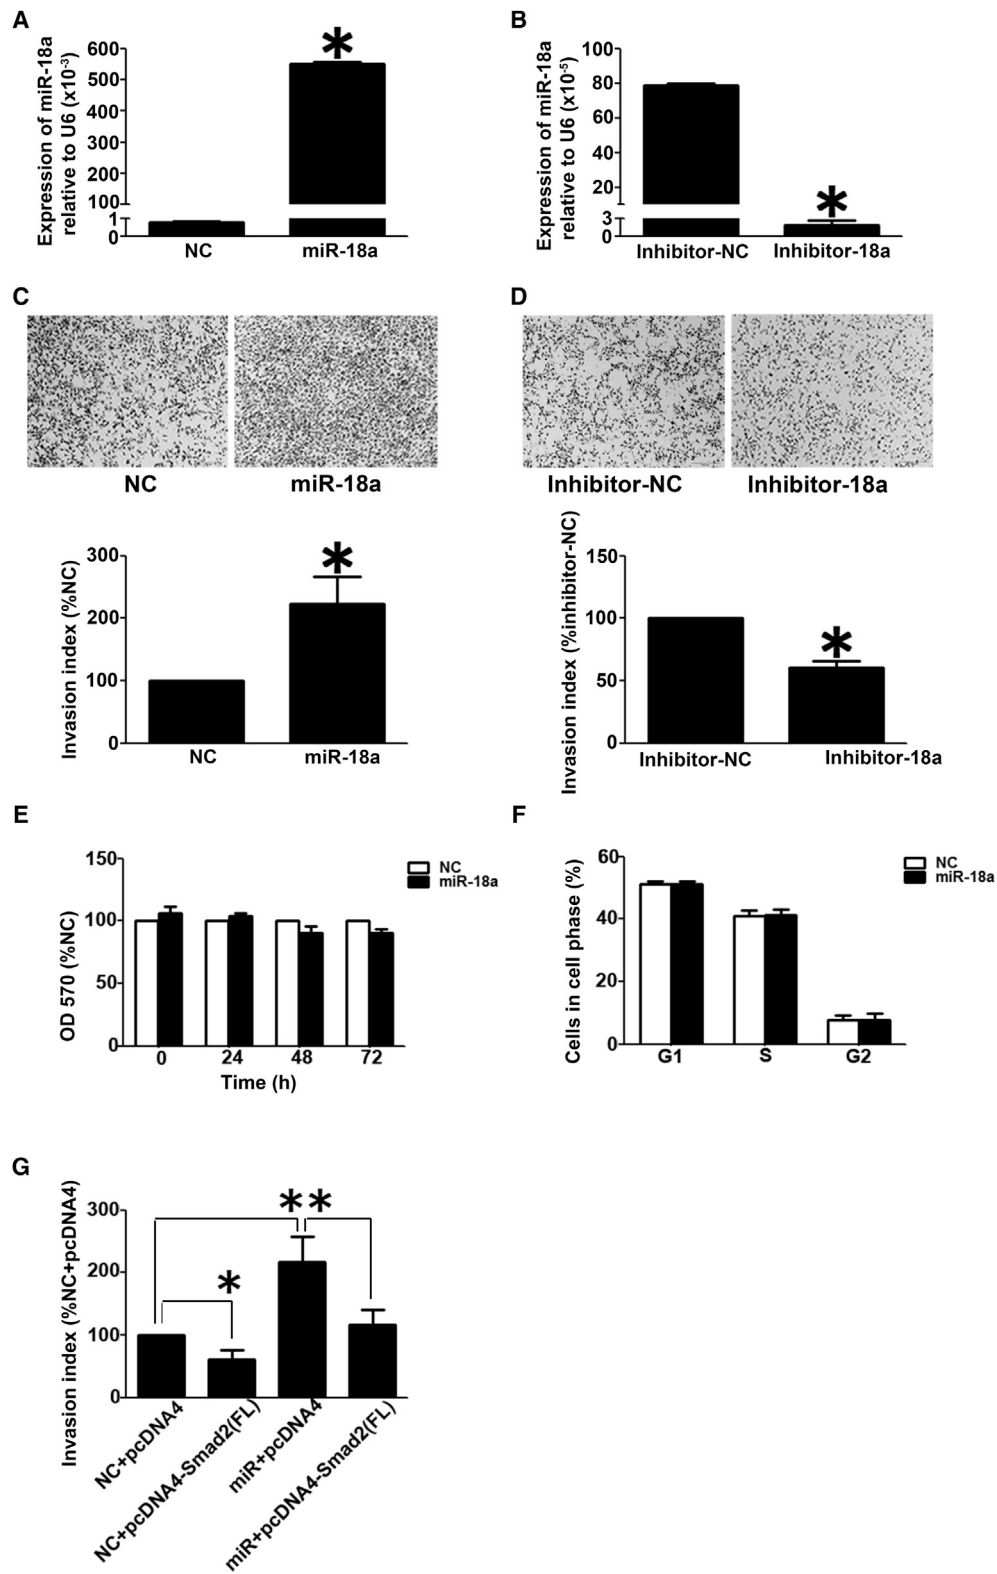 A
Expression of miR-18a
relative to U6 (x10-3)
600
500
400
300
200
100
1
0
*
NC
miR-18a
B
Expression of miR-18a
relative to U6 (x10-5)
100
80
60
40
20
3
0
*
Inhibitor-NC
Inhibitor-18a
C
NC
miR-18a
Invasion index (%NC)
300
200
100
0
*
NC
miR-18a
D
Inhibitor-NC
Inhibitor-18a
Invasion index (%inhibitor-NC)
150
100
50
0
*
Inhibitor-NC
Inhibitor-18a
E
OD 570 (%NC)
150
100
50
0
NC
miR-18a
0
24
48
72
Time (h)
F
Cells in cell phase (%)
60
40
20
0
NC
miR-18a
G1
S
G2
G
Invasion index (%NC+pcDNA4)
300
200
100
0
*
**
NC+pcDNA4
NC+pcDNA4-Smad2(FL)
miR+pcDNA4
miR+pcDNA4-Smad2(FL)